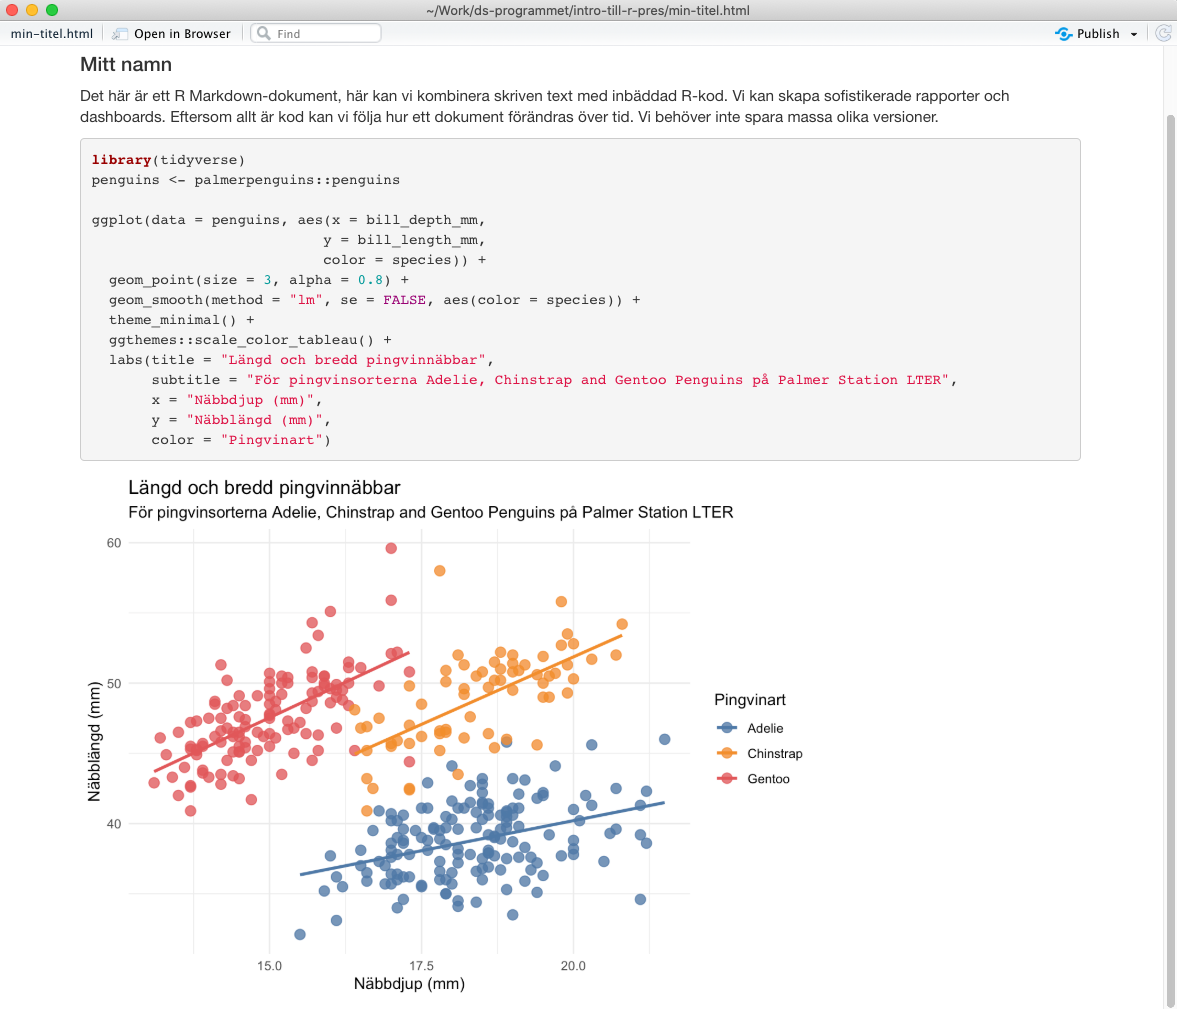 ~/Work/ds-programmet/intro-till-r-pres/min-titel.html
min-titel.html Open in Browser Find Publish
Mitt namn
Det här är ett R Markdown-dokument, här kan vi kombinera skriven text med inbäddad R-kod. Vi kan skapa sofistikerade rapporter och
dashboards. Eftersom allt är kod kan vi följa hur ett dokument förändras över tid. Vi behöver inte spara massa olika versioner.
library(tidyverse)
penguins <- palmerpenguins::penguins
ggplot(data = penguins, aes(x = bill_depth_mm,
y = bill_length_mm,
color = species)) +
geom_point(size = 3, alpha = 0.8) +
geom_smooth(method = "lm", se = FALSE, aes(color = species)) +
theme_minimal() +
ggthemes::scale_color_tableau() +
labs(title = "Längd och bredd pingvinnäbbar",
subtitle = "För pingvinsorterna Adelie, Chinstrap and Gentoo Penguins på Palmer Station LTER",
x = "Näbbdjup (mm)",
y = "Näbblängd (mm)",
color = "Pingvinart")
Längd och bredd pingvinnäbbar
För pingvinsorterna Adelie, Chinstrap and Gentoo Penguins på Palmer Station LTER
60
50
40
Näbblängd (mm)
15.0 17.5 20.0
Näbbdjup (mm)
Pingvinart
Adelie
Chinstrap
Gentoo